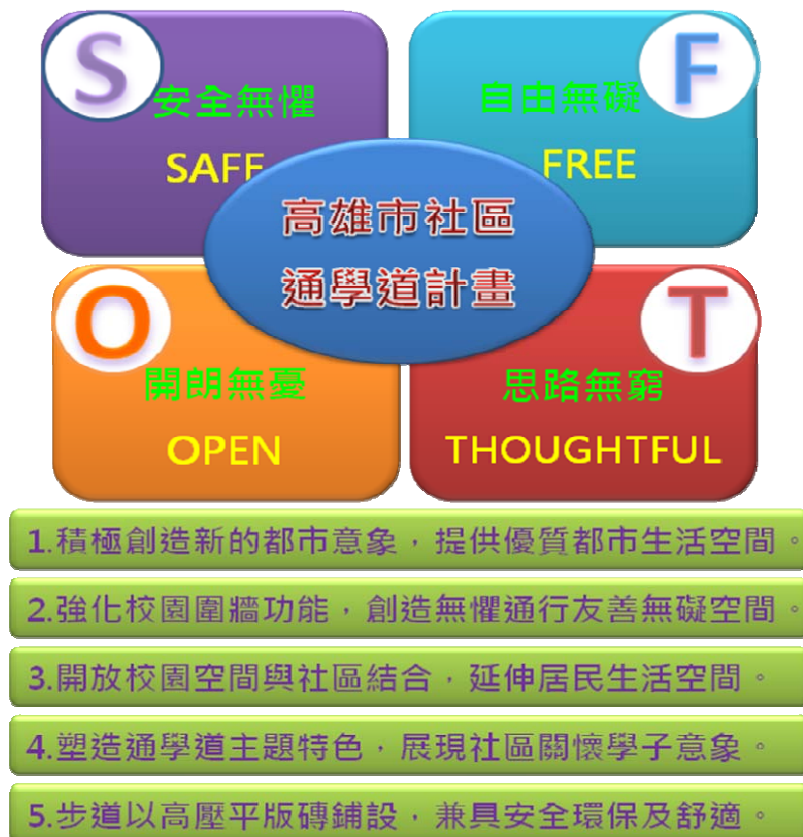 S
安全無懼
SAFE
F
自由無礙
FREE
高雄市社區
通學道計畫
O
開朗無憂
OPEN
T
思路無窮
THOUGHTFUL
1.積極創造新的都市意象，提供優質都市生活空間。
2.強化校園圍牆功能，創造無懼通行友善無礙空間。
3.開放校園空間與社區結合，延伸居民生活空間。
4.塑造通學道主題特色，展現社區關懷學子意象。
5.步道以高壓平版磚鋪設，兼具安全環保及舒適。